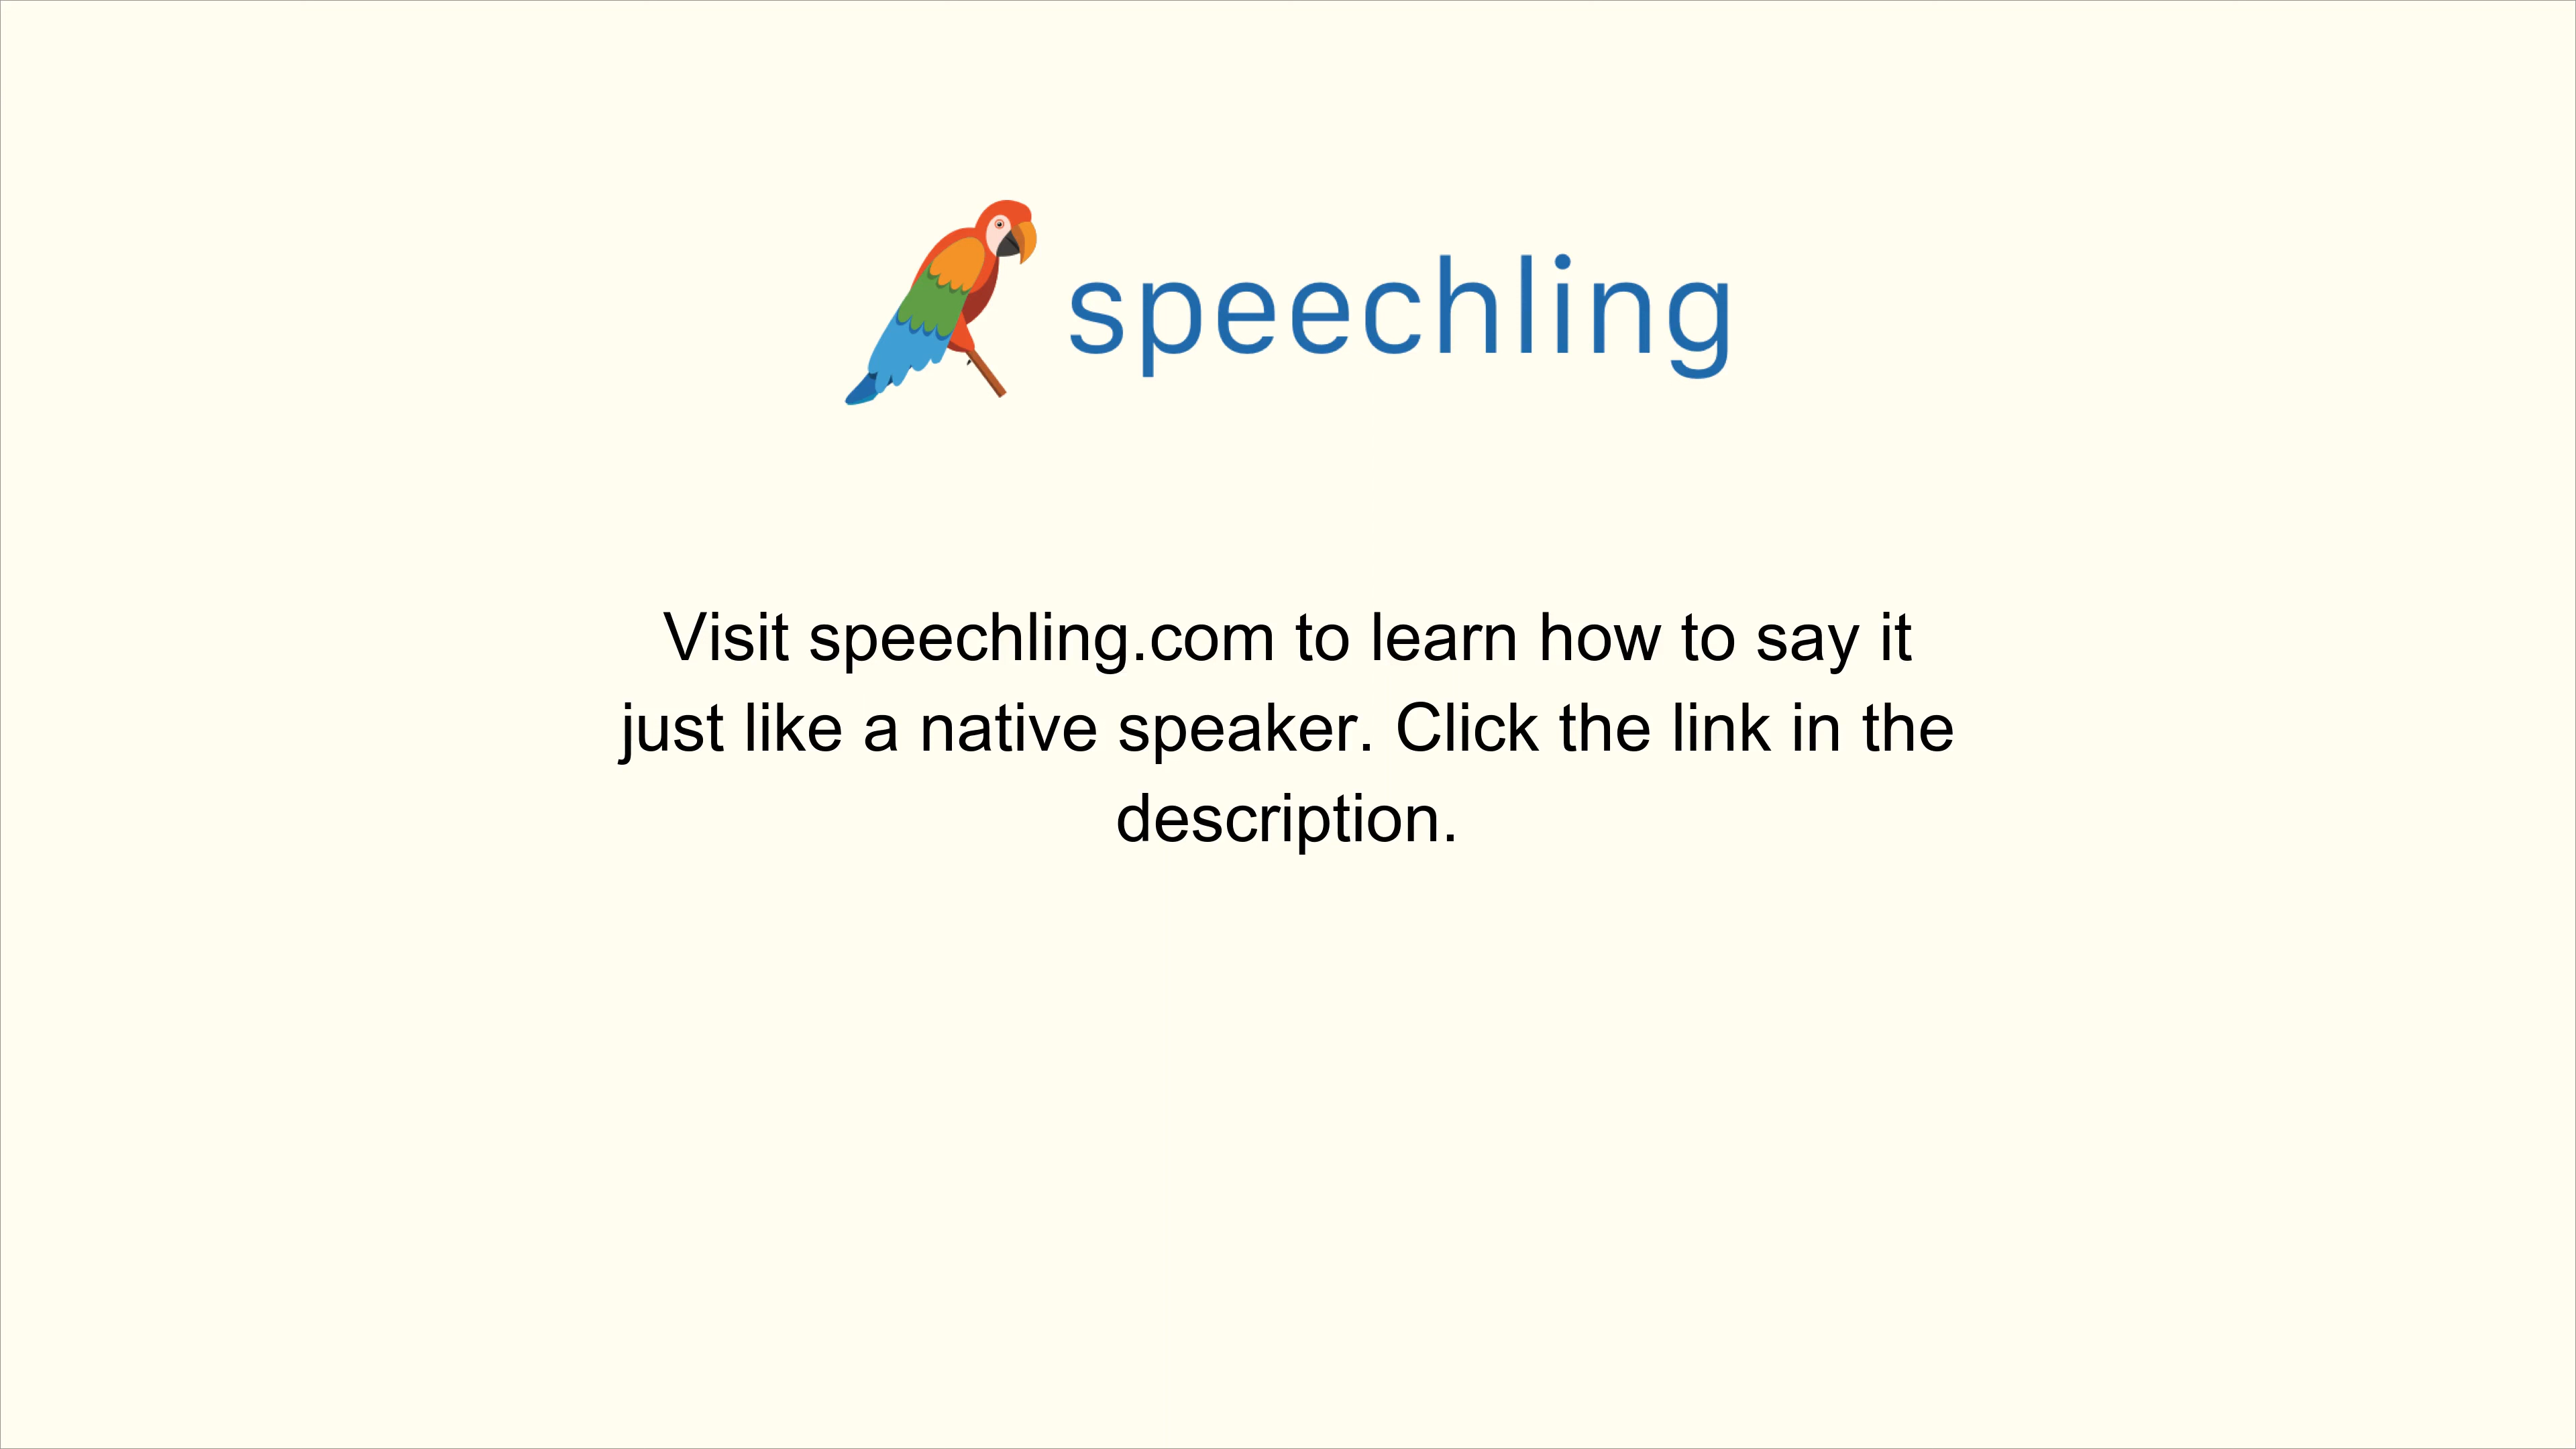 speechling
Visit speechling.com to learn how to say it
just like a native speaker. Click the link in the
description.